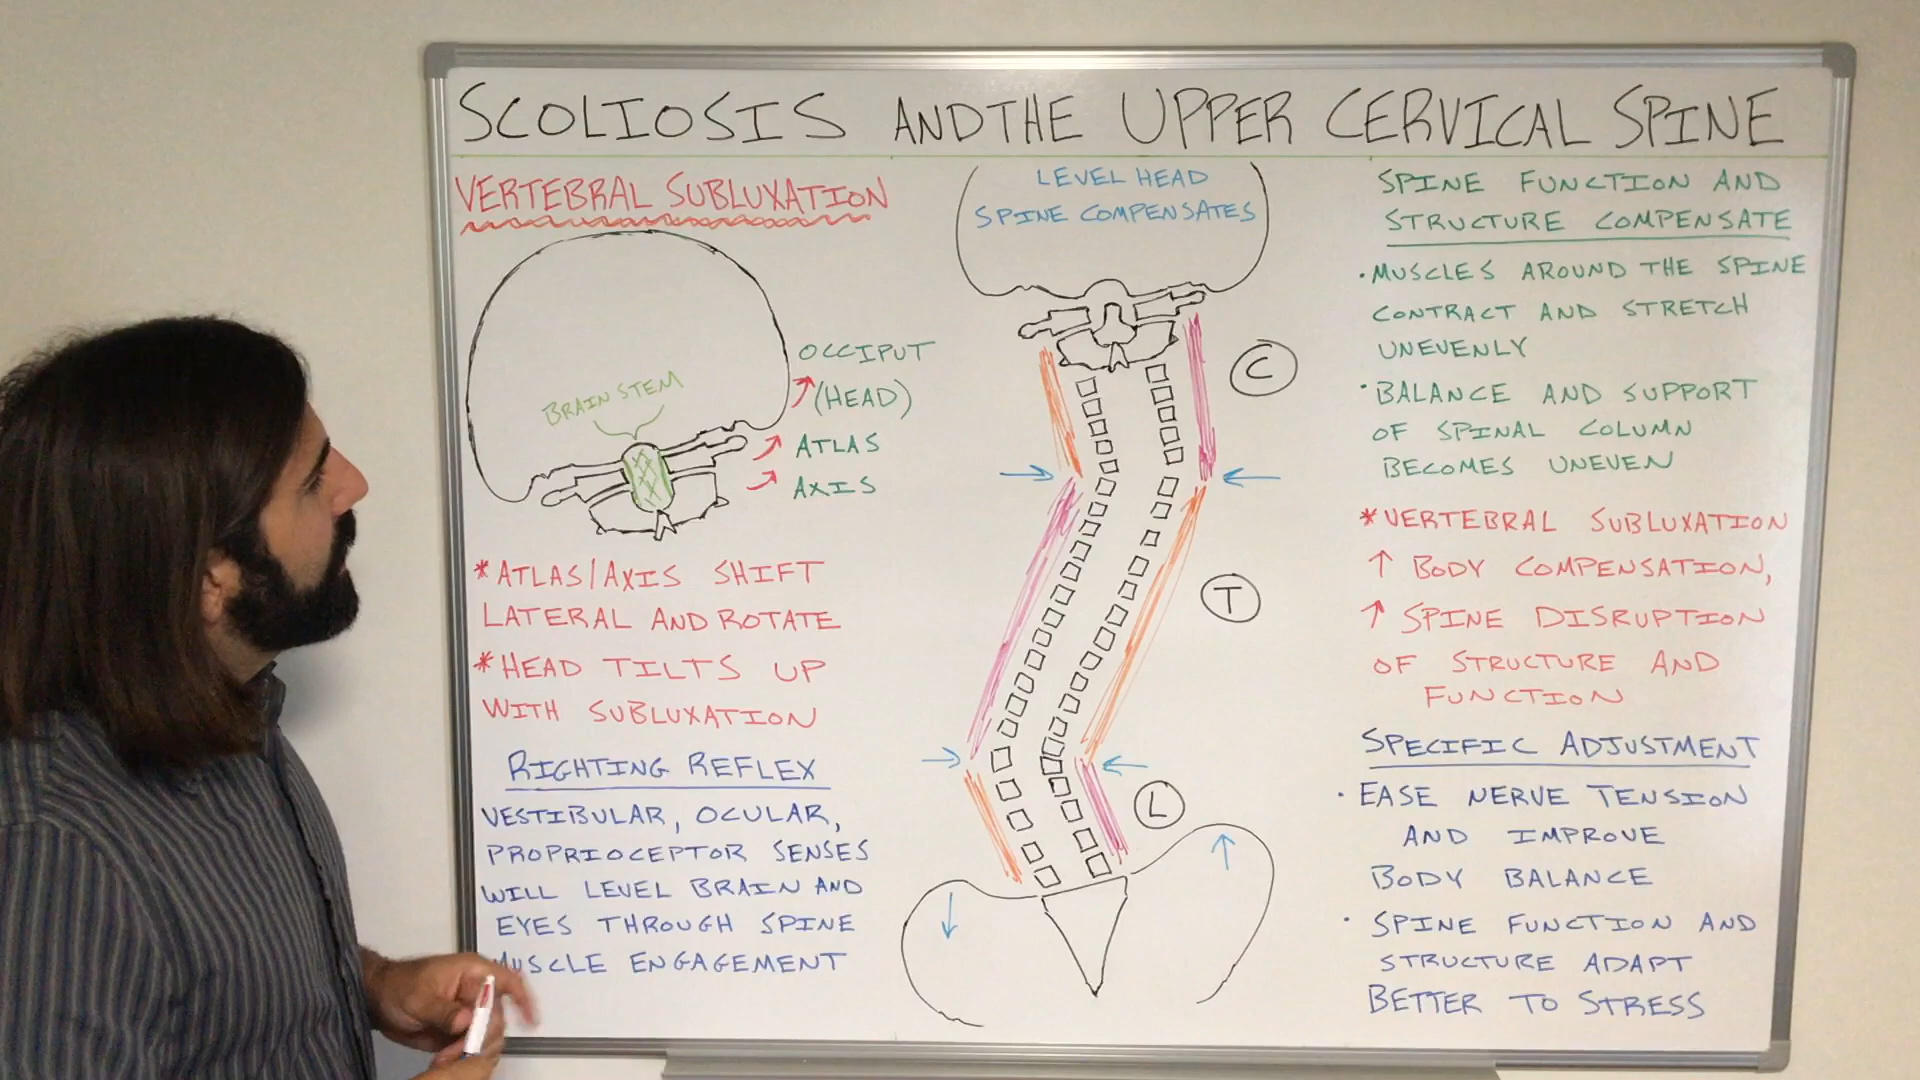 SCOLIOSIS AND THE UPPER CERVICAL SPINE
VERTEBRAL SUBLUXATION
BRAIN STEM
OCCIPUT
(HEAD)
ATLAS
AXIS
*ATLAS/AXIS SHIFT
LATERAL AND ROTATE
*HEAD TILTS UP
WITH SUBLUXATION
RIGHTING REFLEX
VESTIBULAR, OCULAR,
PROPRIOCEPTOR SENSES
WILL LEVEL BRAIN AND
EYES THROUGH SPINE
MUSCLE ENGAGEMENT
LEVEL HEAD
SPINE COMPENSATES
C
T
L
SPINE FUNCTION AND
STRUCTURE COMPENSATE
·MUSCLES AROUND THE SPINE
CONTRACT AND STRETCH
UNEVENLY
·BALANCE AND SUPPORT
OF SPINAL COLUMN
BECOMES UNEVEN
*VERTEBRAL SUBLUXATION
↑ BODY COMPENSATION,
↑ SPINE DISRUPTION
OF STRUCTURE AND
FUNCTION
SPECIFIC ADJUSTMENT
· EASE NERVE TENSION
AND IMPROVE
BODY BALANCE
· SPINE FUNCTION AND
STRUCTURE ADAPT
BETTER TO STRESS